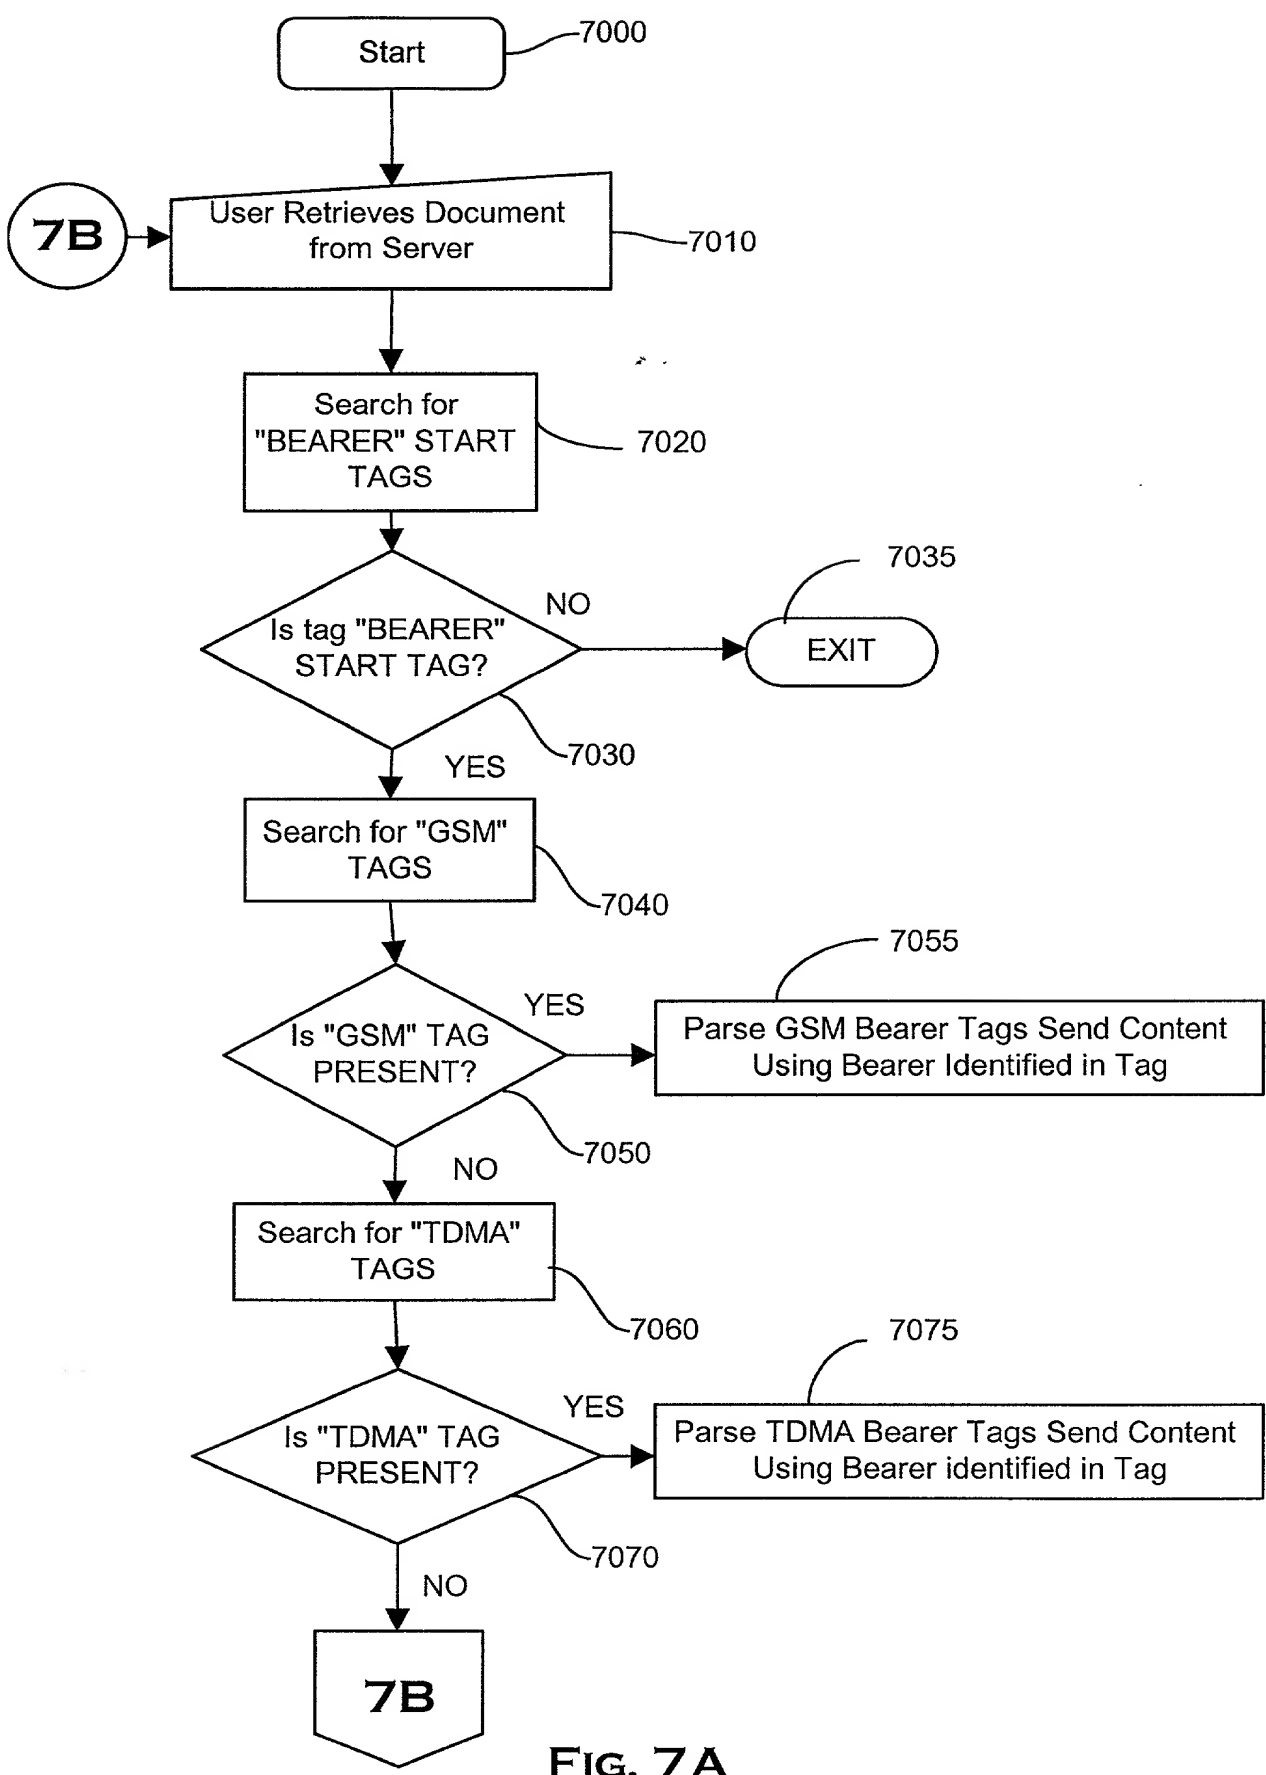 Start
7000
7B
User Retrieves Document
from Server
7010
Search for
"BEARER" START
TAGS
7020
Is tag "BEARER"
START TAG?
NO
7035
EXIT
7030
YES
Search for "GSM"
TAGS
7040
Is "GSM" TAG
PRESENT?
YES
7055
Parse GSM Bearer Tags Send Content
Using Bearer Identified in Tag
7050
NO
Search for "TDMA"
TAGS
7060
Is "TDMA" TAG
PRESENT?
YES
7075
Parse TDMA Bearer Tags Send Content
Using Bearer identified in Tag
7070
NO
7B
FIG. 7A